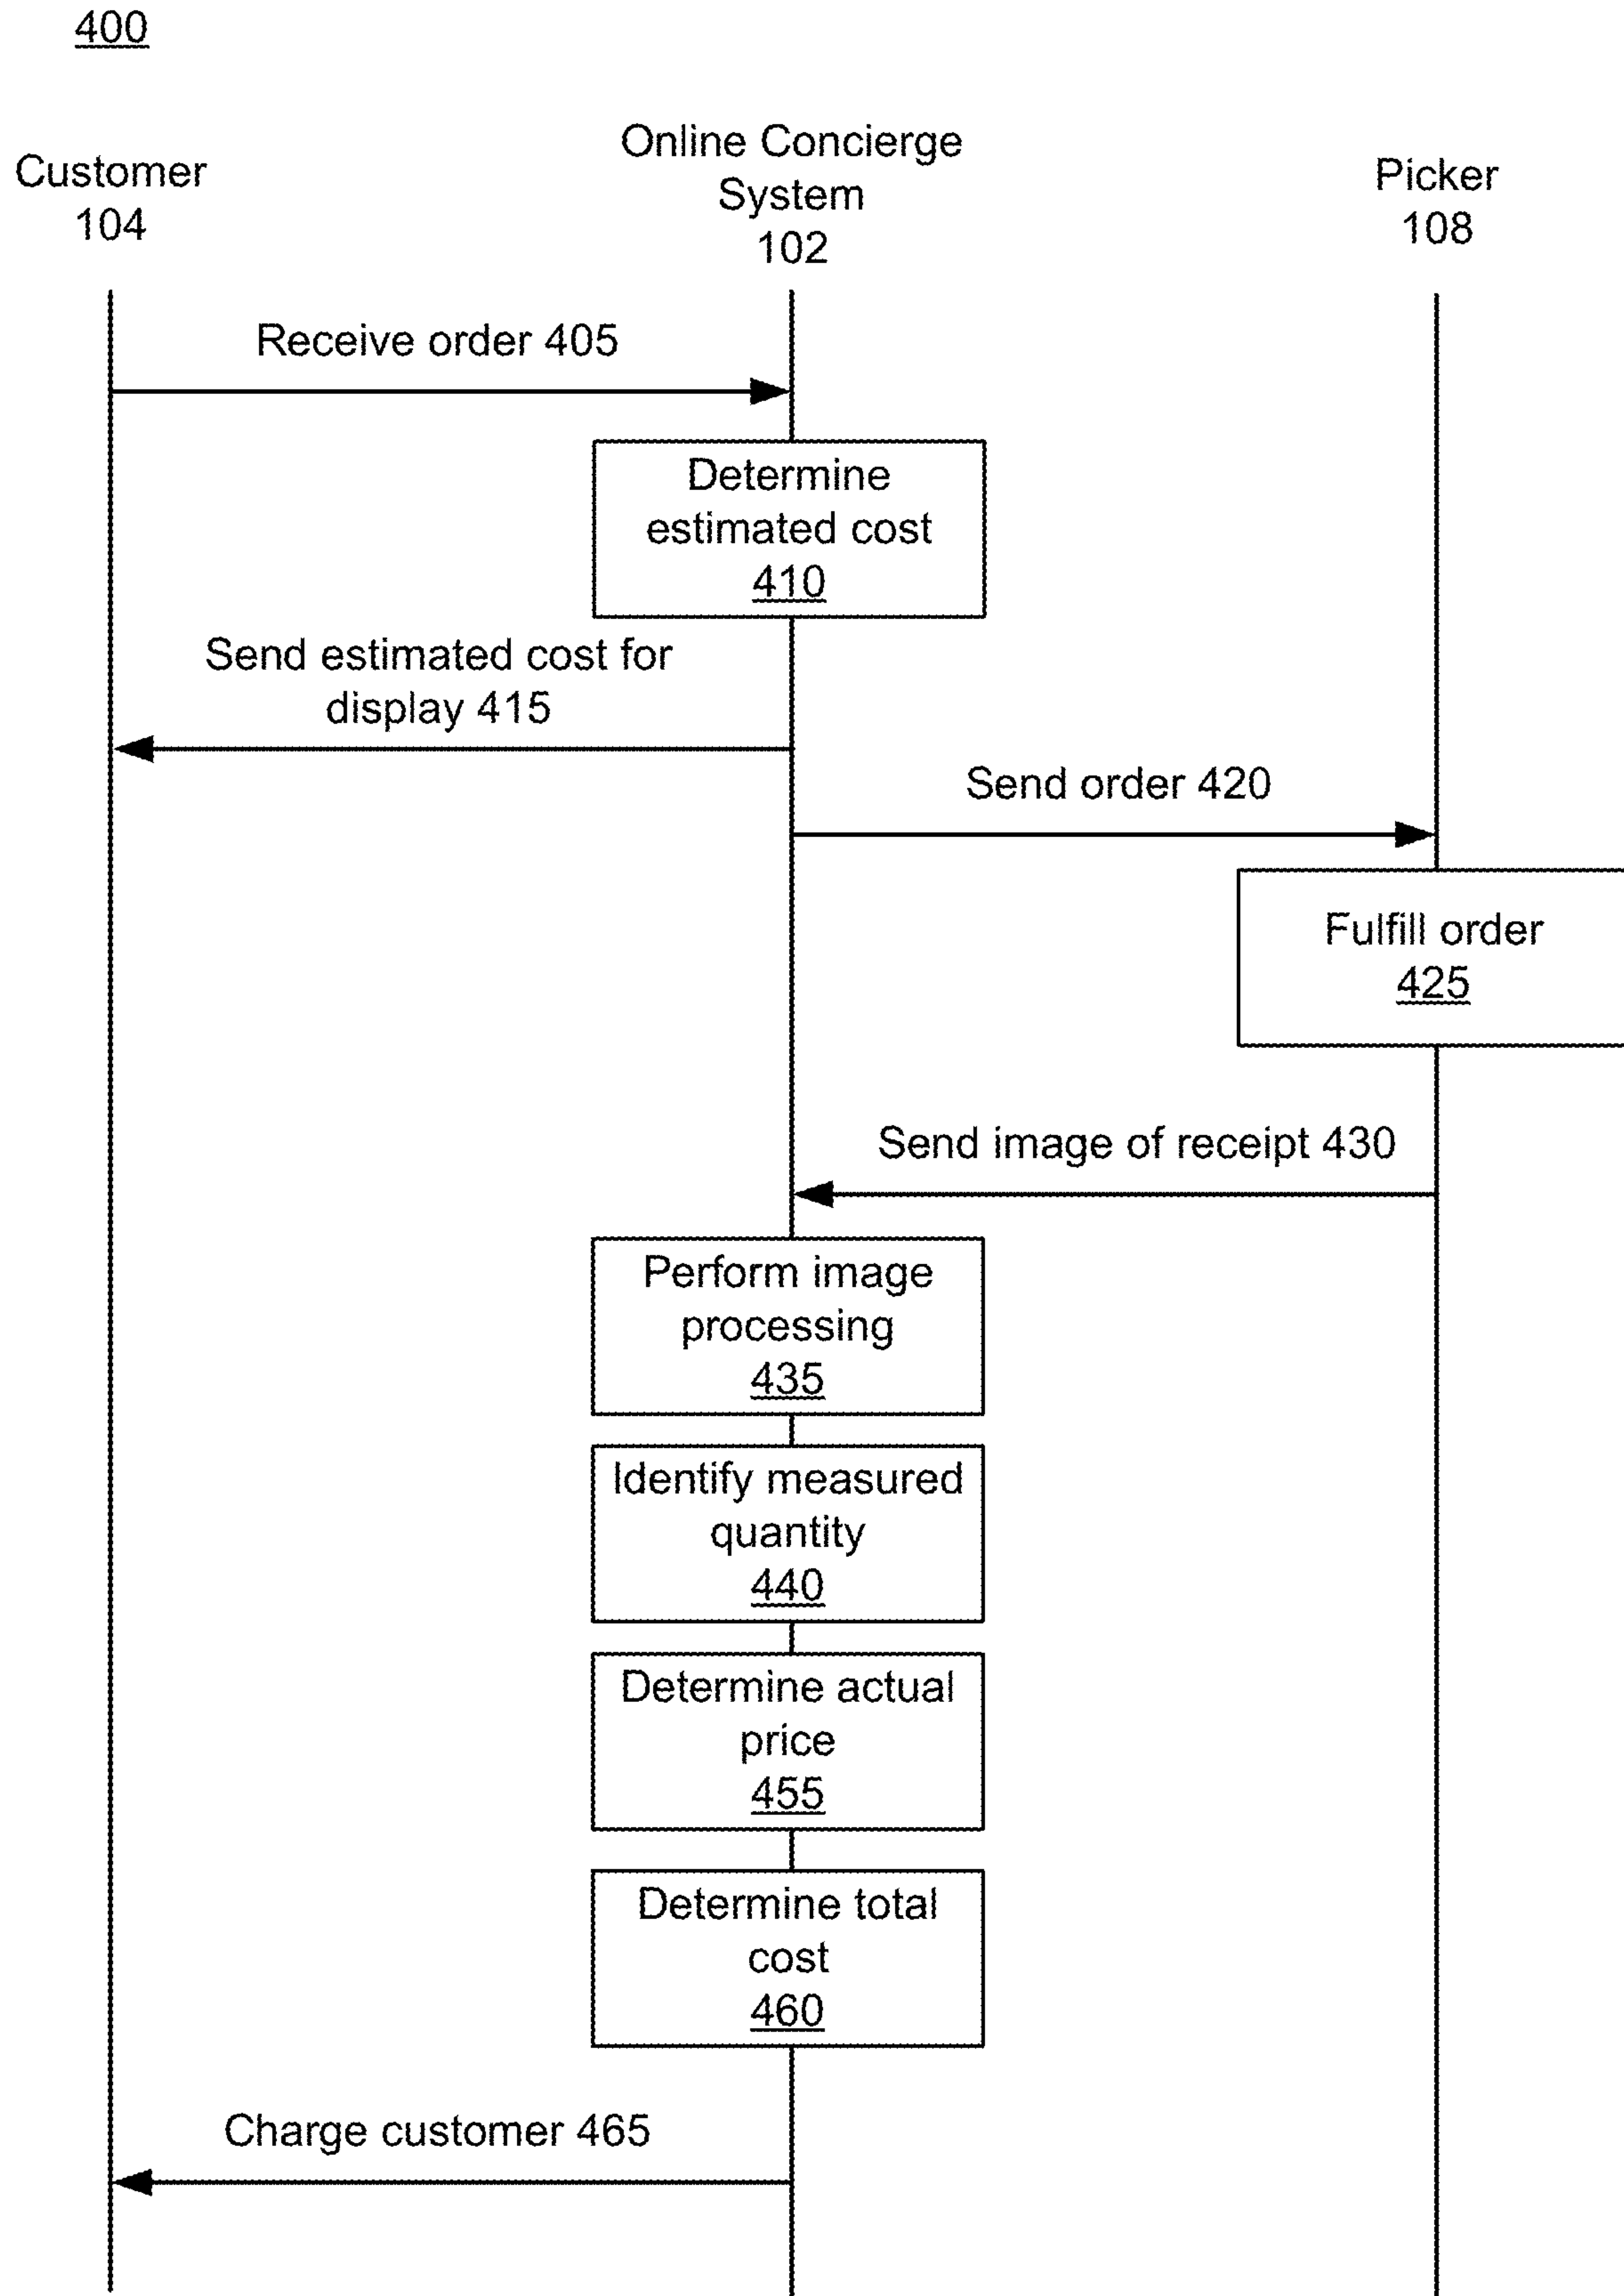 400
Customer
104
Online Concierge
System
102
Picker
108
Receive order 405
Determine
estimated cost
410
Send estimated cost for
display 415
Send order 420
Fulfill order
425
Send image of receipt 430
Perform image
processing
435
Identify measured
quantity
440
Determine actual
price
455
Determine total
cost
460
Charge customer 465